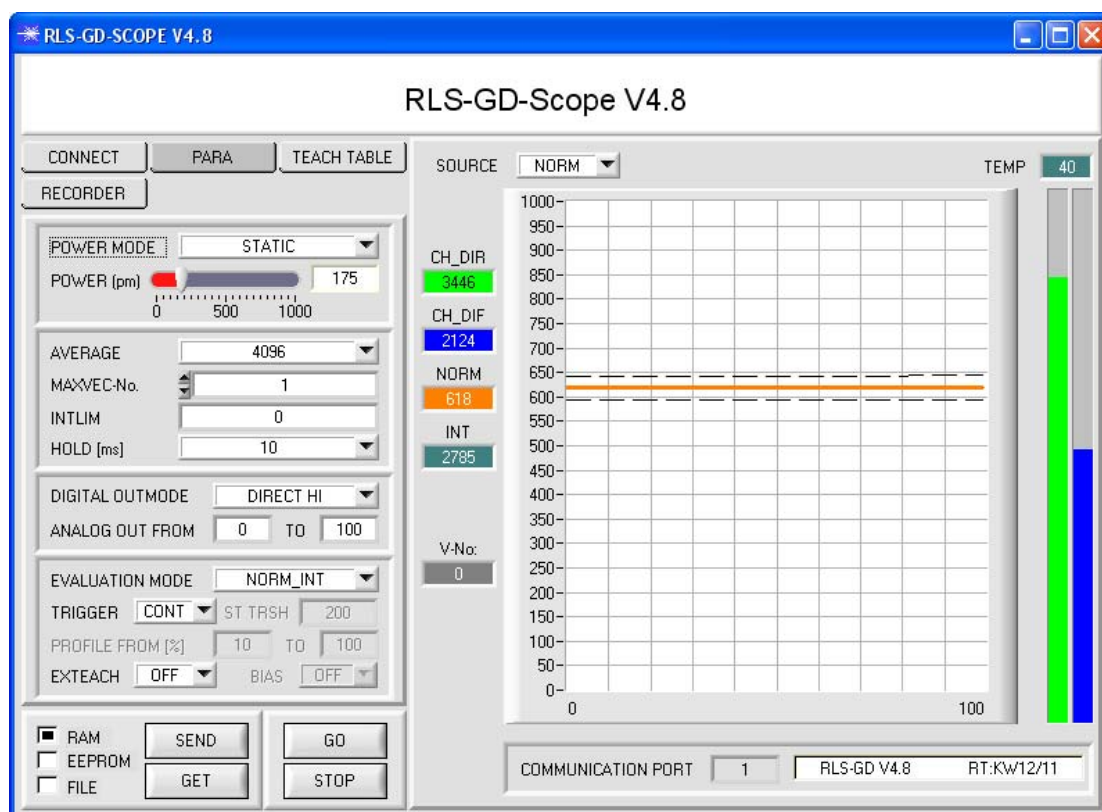 RLS-GD-SCOPE V4.8
RLS-GD-Scope V4.8
CONNECT PARA TEACH TABLE
RECORDER
POWER MODE STATIC
POWER (pm) 175
0 500 1000
AVERAGE 4096
MAXVEC-No. 1
INTLIM 0
HOLD [ms] 10
DIGITAL OUTMODE DIRECT HI
ANALOG OUT FROM 0 TO 100
EVALUATION MODE NORM_INT
TRIGGER CONT ST TRSH 200
PROFILE FROM [%] 10 TO 100
EXTEACH OFF BIAS OFF
RAM
EEPROM
FILE
SEND
GET
GO
STOP
SOURCE NORM
TEMP 40
CH_DIR
3446
CH_DIF
2124
NORM
618
INT
2785
V-No:
0
1000
950
900
850
800
750
700
650
600
550
500
450
400
350
300
250
200
150
100
50
0
0 100
COMMUNICATION PORT 1 RLS-GD V4.8 RT:KW12/11